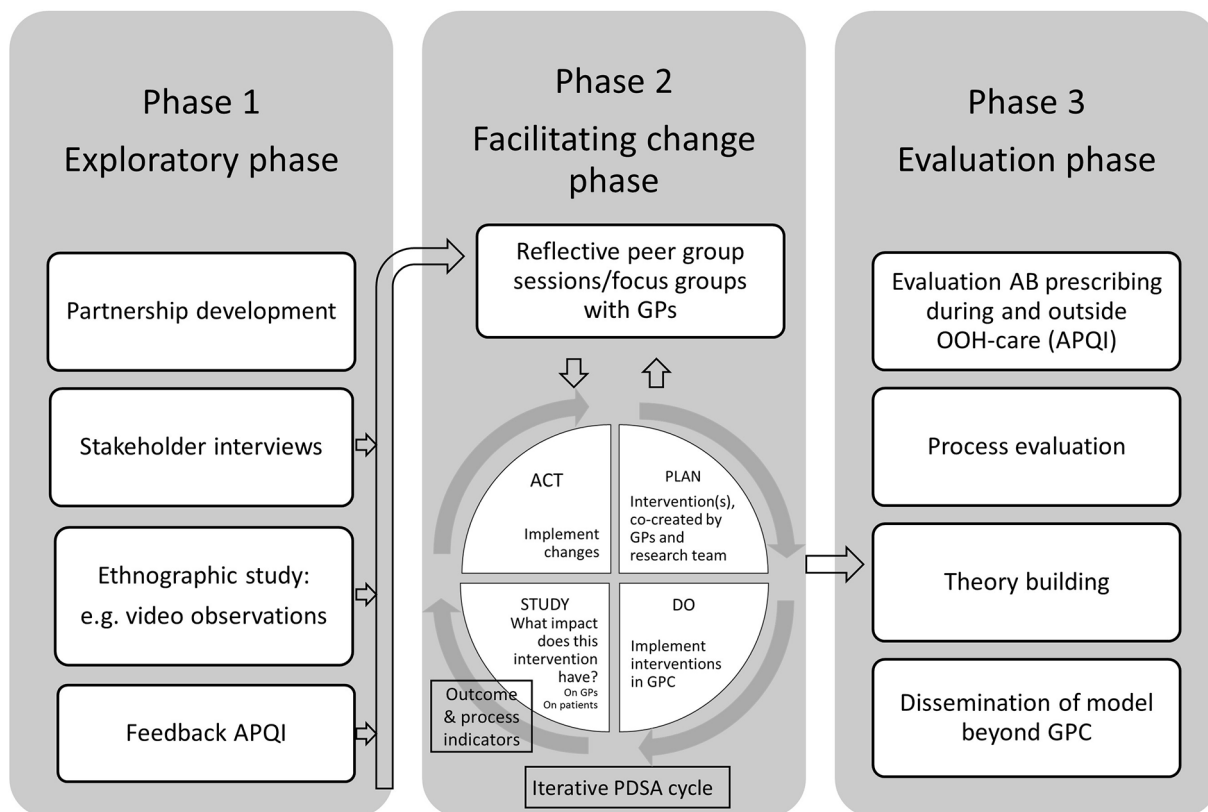 Phase 1
Exploratory phase
Partnership development
Stakeholder interviews
Ethnographic study:
e.g. video observations
Feedback APQI
Phase 2
Facilitating change
phase
Reflective peer group
sessions/focus groups
with GPs
ACT
Implement
changes
PLAN
Intervention(s),
co-created by
GPs and
research team
STUDY
What impact
does this
intervention
have?
On GPs
On patients
DO
Implement
interventions
in GPC
Outcome
& process
indicators
Iterative PDSA cycle
Phase 3
Evaluation phase
Evaluation AB prescribing
during and outside
OOH-care (APQI)
Process evaluation
Theory building
Dissemination of model
beyond GPC